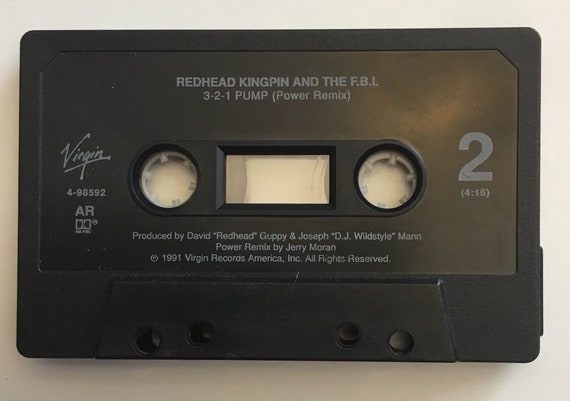 REDHEAD KINGPIN AND THE F.B.I.
3-2-1 PUMP (Power Remix)
Virgin
4-98592
AR
2
(4:16)
Produced by David "Redhead" Guppy & Joseph "D.J. Wildstyle" Mann
Power Remix by Jerry Moran
℗ 1991 Virgin Records America, Inc. All Rights Reserved.